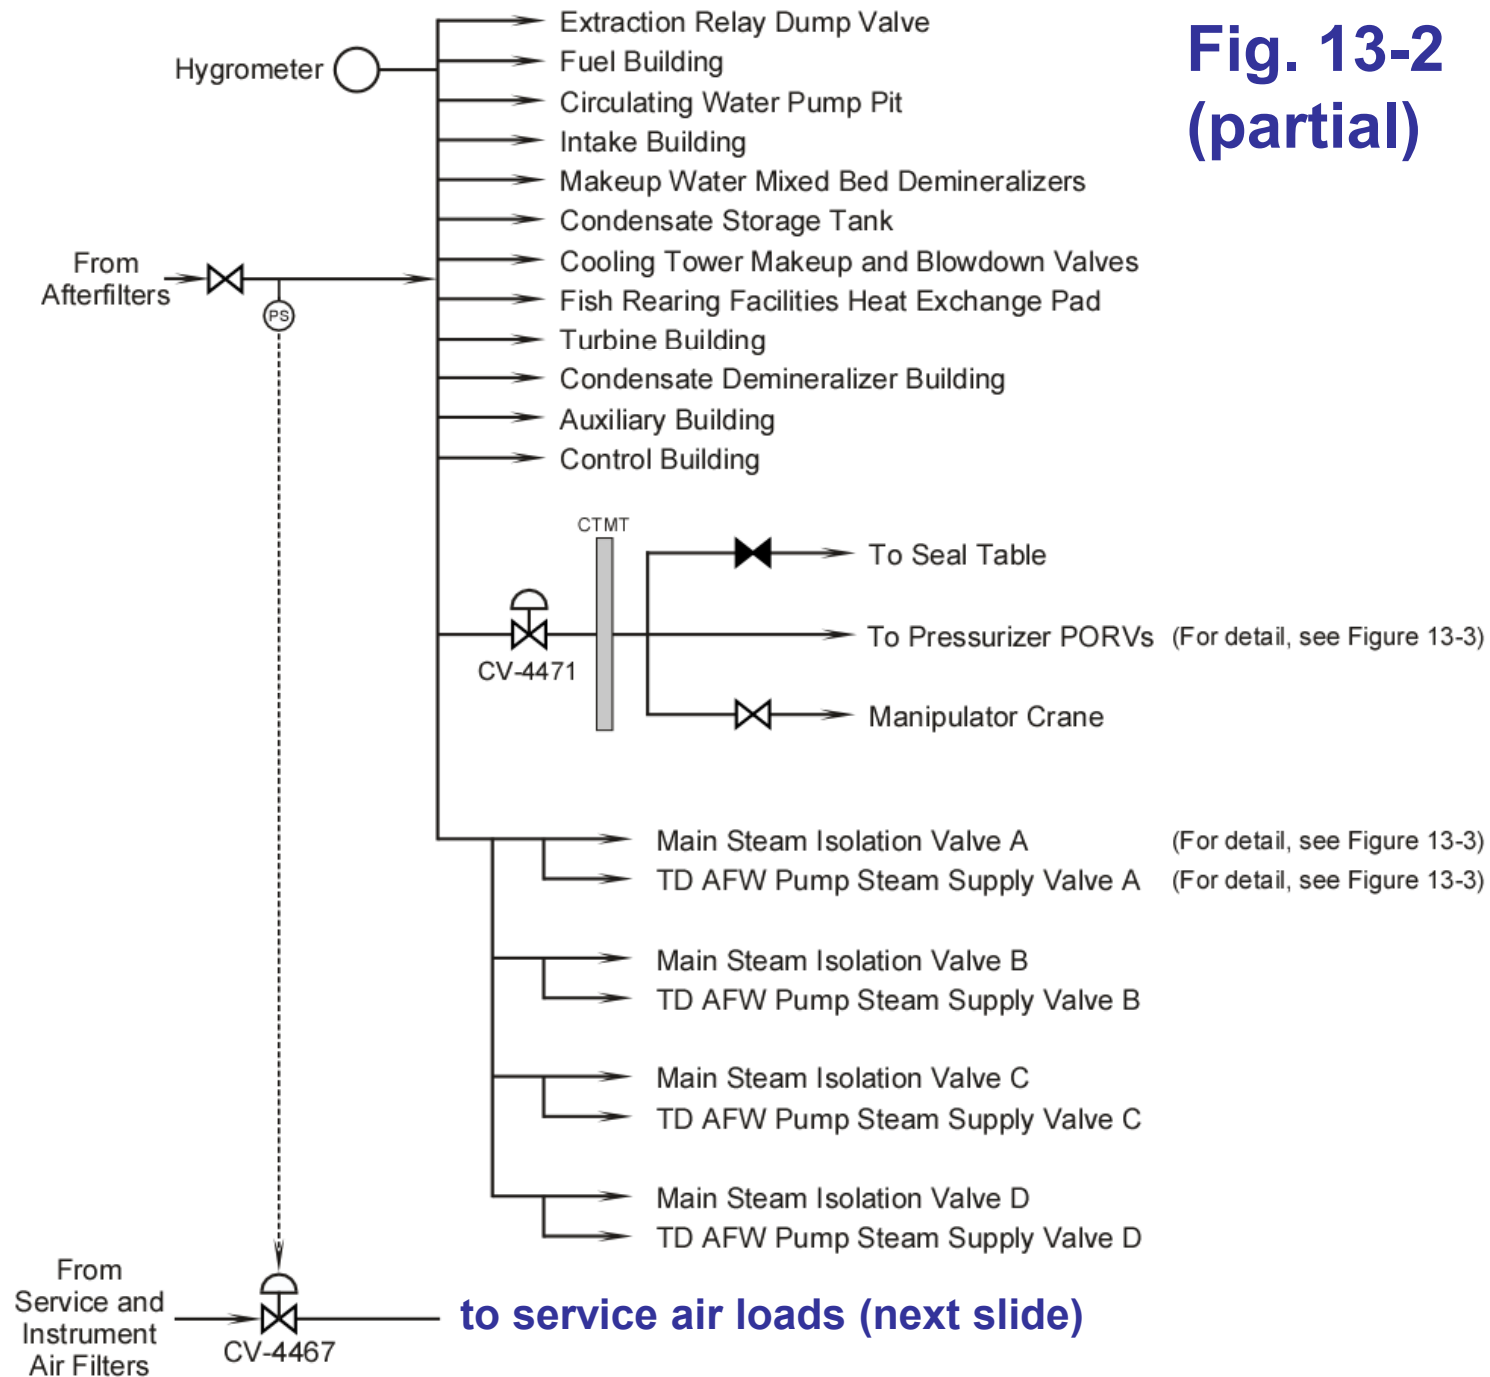 Fig. 13-2
(partial)
Extraction Relay Dump Valve
Hygrometer
Fuel Building
Circulating Water Pump Pit
Intake Building
Makeup Water Mixed Bed Demineralizers
Condensate Storage Tank
From
Afterfilters
Cooling Tower Makeup and Blowdown Valves
Fish Rearing Facilities Heat Exchange Pad
PS
Turbine Building
Condensate Demineralizer Building
Auxiliary Building
Control Building
CTMT
To Seal Table
To Pressurizer PORVs (For detail, see Figure 13-3)
CV-4471
Manipulator Crane
Main Steam Isolation Valve A (For detail, see Figure 13-3)
TD AFW Pump Steam Supply Valve A (For detail, see Figure 13-3)
Main Steam Isolation Valve B
TD AFW Pump Steam Supply Valve B
Main Steam Isolation Valve C
TD AFW Pump Steam Supply Valve C
Main Steam Isolation Valve D
TD AFW Pump Steam Supply Valve D
From
Service and
Instrument
Air Filters
CV-4467
to service air loads (next slide)